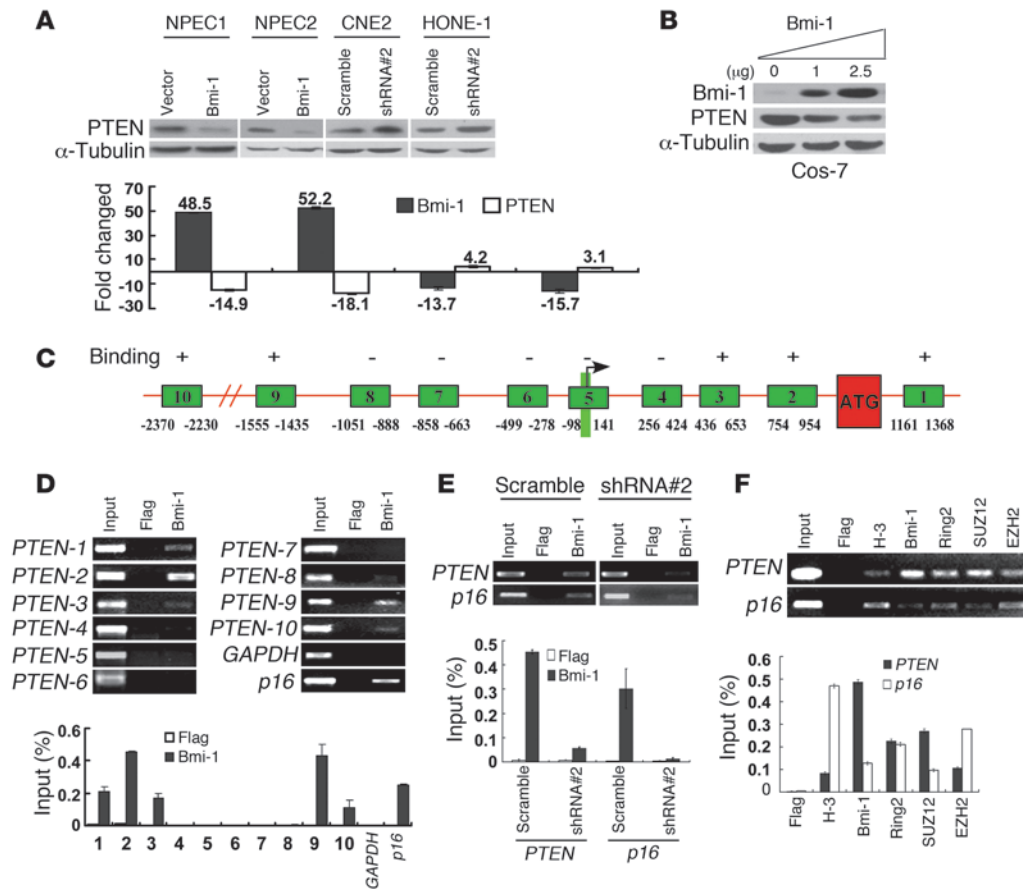 A
NPEC1 NPEC2 CNE2 HONE-1
Vector Bmi-1 Vector Bmi-1 Scramble shRNA#2 Scramble shRNA#2
PTEN
α-Tubulin
Fold changed
70
50
30
10
-10
-30
48.5 52.2
Bmi-1 PTEN
4.2 3.1
-14.9 -18.1 -13.7 -15.7
B
Bmi-1
(μg) 0 1 2.5
Bmi-1
PTEN
α-Tubulin
Cos-7
C
Binding + + - - - - - + + +
10 9 8 7 6 5 4 3 2 ATG 1
-2370 -2230 -1555 -1435 -1051 -888 -858 -663 -499 -278 -98 141 256 424 436 653 754 954 1161 1368
D
Input Flag Bmi-1 Input Flag Bmi-1
PTEN-1
PTEN-2
PTEN-3
PTEN-4
PTEN-5
PTEN-6
PTEN-7
PTEN-8
PTEN-9
PTEN-10
GAPDH
p16
Input (%)
0.6
0.4
0.2
0
Flag
Bmi-1
1 2 3 4 5 6 7 8 9 10 GAPDH p16
E
Scramble shRNA#2
Input Flag Bmi-1 Input Flag Bmi-1
PTEN
p16
Input (%)
0.5
0.4
0.3
0.2
0.1
0
Flag
Bmi-1
Scramble shRNA#2 Scramble shRNA#2
PTEN p16
F
Input Flag H-3 Bmi-1 Ring2 SUZ12 EZH2
PTEN
p16
Input (%)
0.6
0.5
0.4
0.3
0.2
0.1
0
PTEN
p16
Flag H-3 Bmi-1 Ring2 SUZ12 EZH2